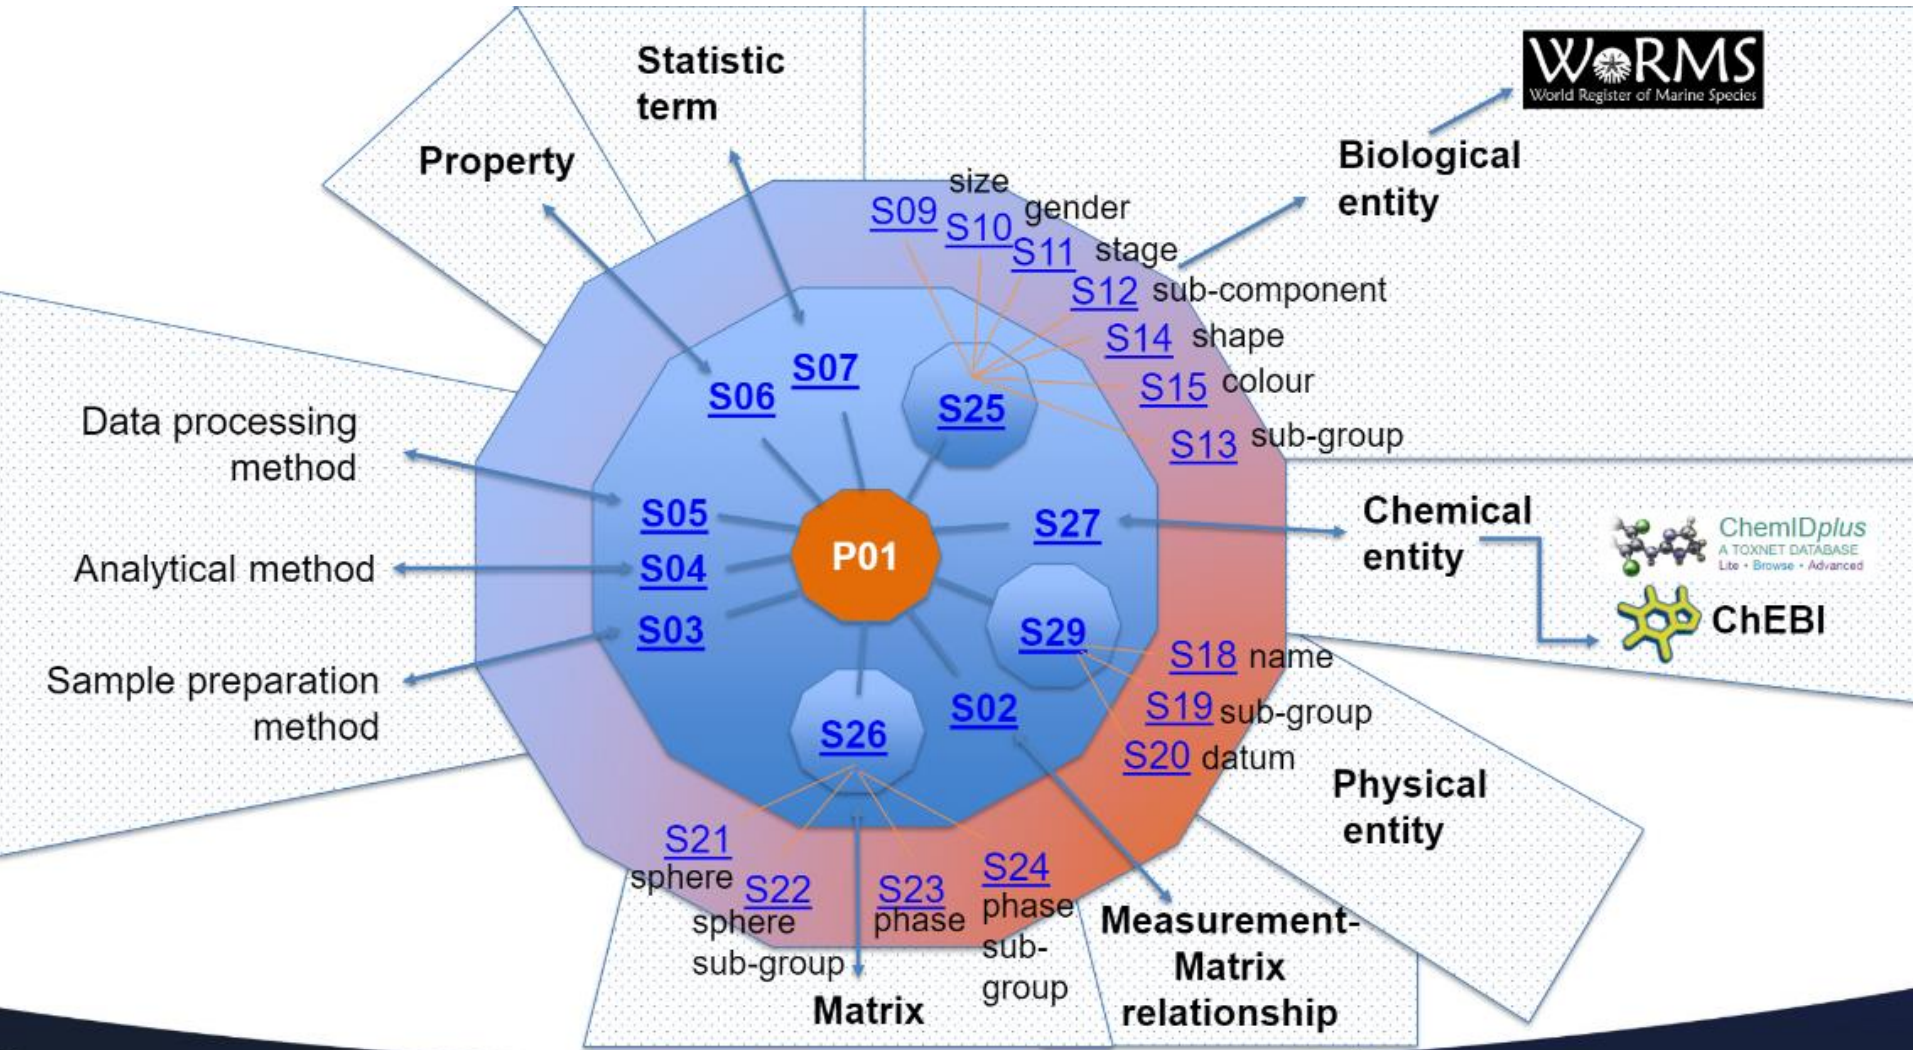 Statistic
term
Property
WoRMS
World Register of Marine Species
Biological
entity
size
S09
S10
gender
S11
stage
S12
sub-component
S14
shape
S15
colour
S13
sub-group
S07
S06
S25
Data processing
method
S05
Analytical method
S04
Sample preparation
method
S03
P01
S27
Chemical
entity
ChemIDplus
A TOXNET DATABASE
Lite • Browse • Advanced
ChEBI
S29
S18 name
S19 sub-group
S20 datum
Physical
entity
S02
S26
S21
sphere
S22
sphere
sub-group
S23
phase
S24
phase
sub-
group
Matrix
Measurement-
Matrix
relationship